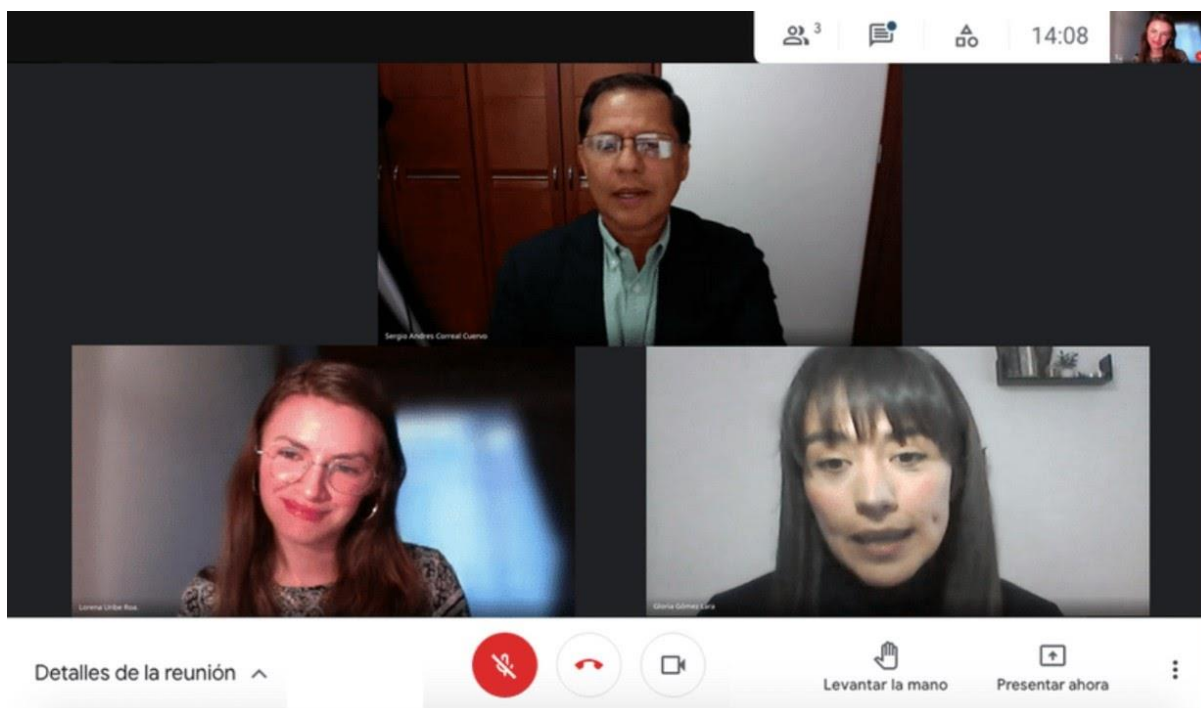 3
14:08
Sergio Andres Correal Cuervo
Lorena Uribe Roa
Gloria Gómez Lara
Detalles de la reunión
Levantar la mano
Presentar ahora